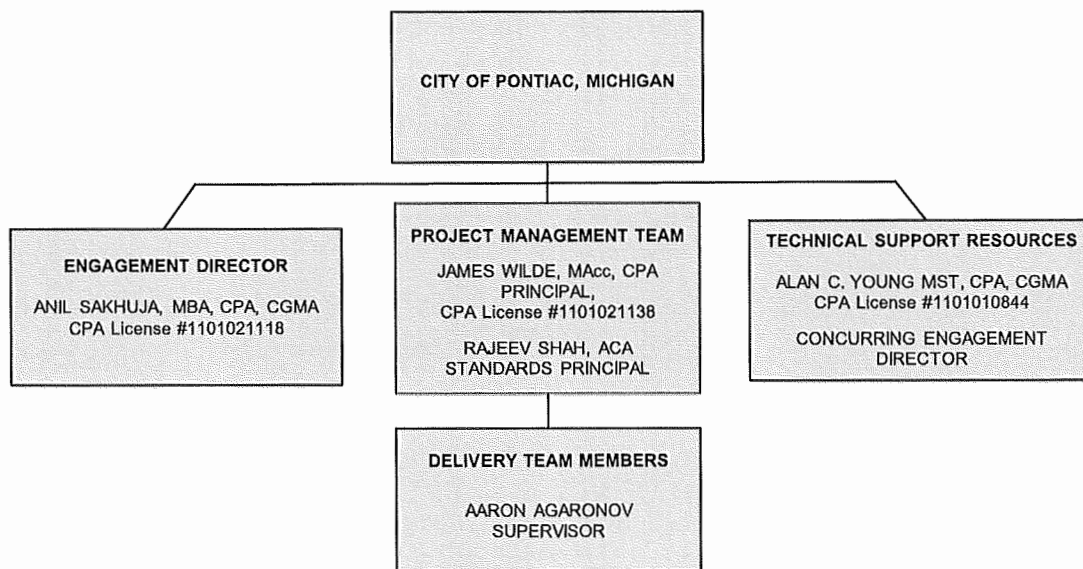 CITY OF PONTIAC, MICHIGAN
ENGAGEMENT DIRECTOR
ANIL SAKHUJA, MBA, CPA, CGMA
CPA License #1101021118
PROJECT MANAGEMENT TEAM
JAMES WILDE, MAcc, CPA
PRINCIPAL,
CPA License #1101021138
RAJEEV SHAH, ACA
STANDARDS PRINCIPAL
TECHNICAL SUPPORT RESOURCES
ALAN C. YOUNG MST, CPA, CGMA
CPA License #1101010844
CONCURRING ENGAGEMENT
DIRECTOR
DELIVERY TEAM MEMBERS
AARON AGARONOV
SUPERVISOR